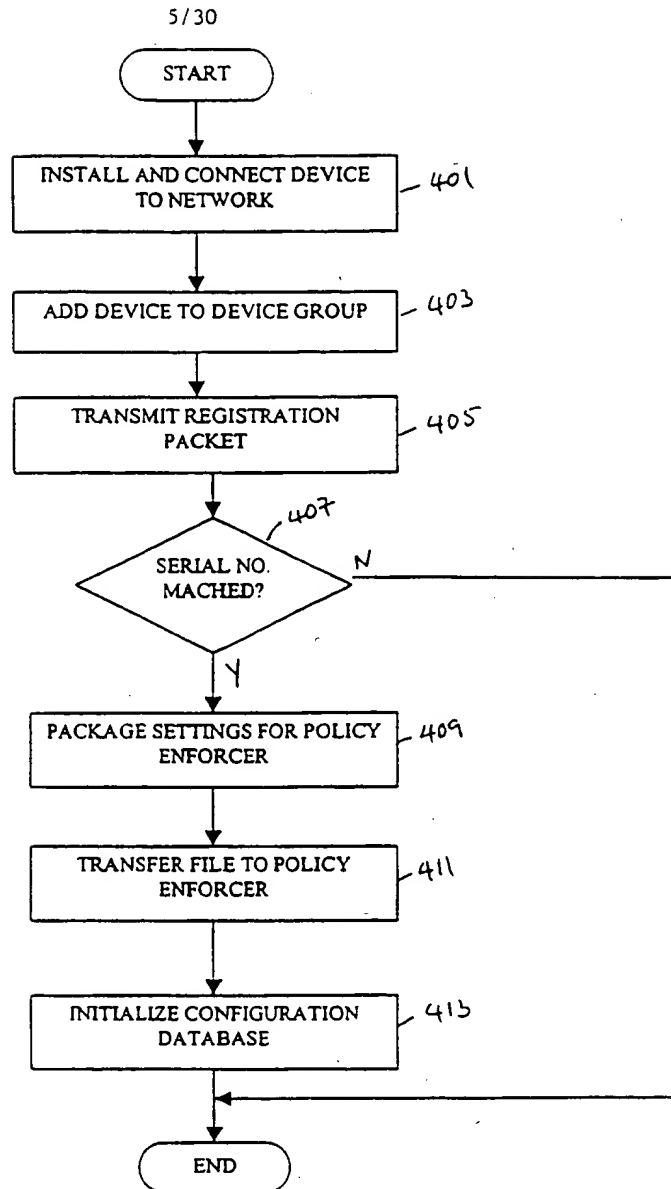 5/30
START
INSTALL AND CONNECT DEVICE
TO NETWORK
401
ADD DEVICE TO DEVICE GROUP
403
TRANSMIT REGISTRATION
PACKET
405
407
SERIAL NO.
MACHED?
N
Y
PACKAGE SETTINGS FOR POLICY
ENFORCER
409
TRANSFER FILE TO POLICY
ENFORCER
411
INITIALIZE CONFIGURATION
DATABASE
413
END